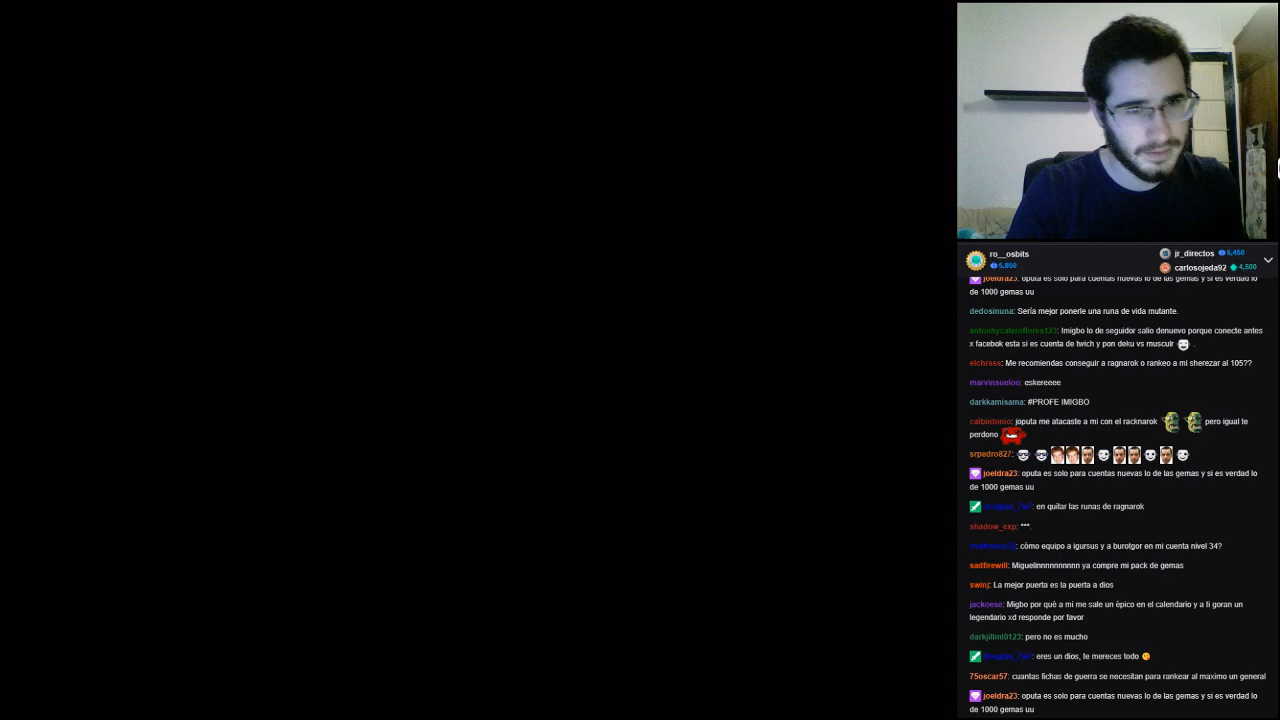 ro__osbits
5,850
jr_directos 5,450
carlosojeda92 4,500
joeldra23: oputa es solo para cuentas nuevas lo de las gemas y si es verdad lo
de 1000 gemas uu
dedosinuna: Sería mejor ponerle una runa de vida mutante.
antonhycaleroflores123: Imigbo lo de seguidor salio denuevo porque conecte antes
x facebok esta si es cuenta de twich y pon deku vs musculr .
elchrsss: Me recomiendas conseguir a ragnarok o rankeo a mi sherezar al 105??
marvinsueloo: eskereeee
darkkamisama: #PROFE IMIGBO
calbintonio: joputa me atacaste a mi con el racknarok pero igual te
perdono
srpedro827:
joeldra23: oputa es solo para cuentas nuevas lo de las gemas y si es verdad lo
de 1000 gemas uu
: en quitar las runas de ragnarok
shadow_exp: ***.
: cómo equipo a igursus y a burotgor en mi cuenta nivel 34?
sadfirewill: Miguelinnnnnnnnnn ya compre mi pack de gemas
swinj: La mejor puerta es la puerta a dios
jackoese: Migbo por qué a mi me sale un épico en el calendario y a ti goran un
legendario xd responde por favor
darkjillml0123: pero no es mucho
: eres un dios, te mereces todo
75oscar57: cuantas fichas de guerra se necesitan para rankear al maximo un general
joeldra23: oputa es solo para cuentas nuevas lo de las gemas y si es verdad lo
de 1000 gemas uu